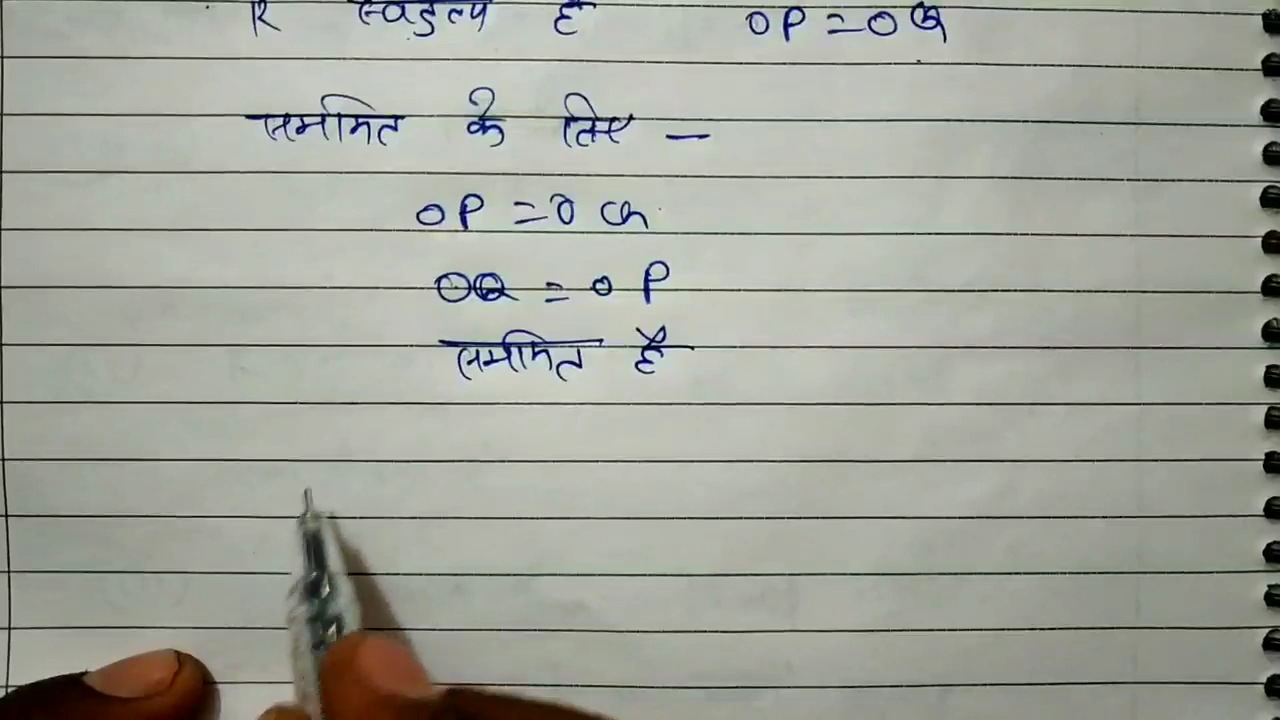 R स्वतुल्य है OP = OQ
सममित के लिए -
OP = OQ
OQ = OP
सममित है